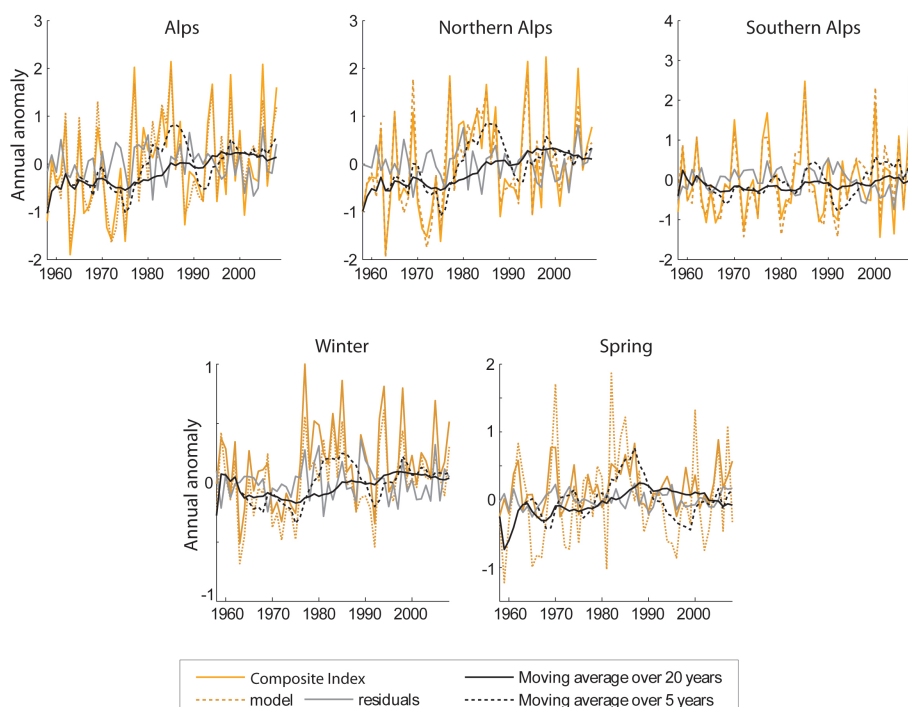 Alps
Northern Alps
Southern Alps
Annual anomaly
3
2
1
0
-1
-2
1960 1970 1980 1990 2000
3
2
1
0
-1
-2
1960 1970 1980 1990 2000
4
3
2
1
0
-1
-2
1960 1970 1980 1990 2000
Winter
Spring
Annual anomaly
1
0
-1
1960 1970 1980 1990 2000
2
1
0
-1
1960 1970 1980 1990 2000
Composite Index
Moving average over 20 years
model
residuals
Moving average over 5 years